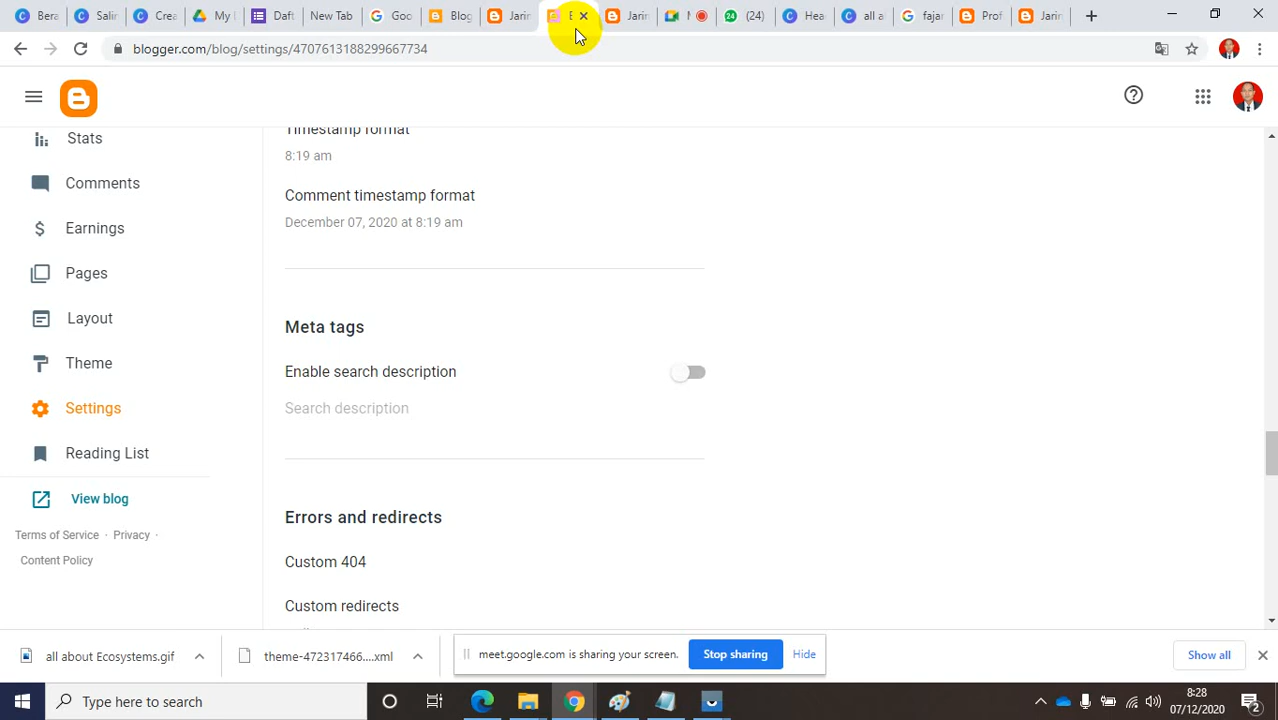 Bera
Salin
Crea
My I
Daft
New Tab
Goo
Blog
Jarin
E
Jarin
M
24
(24)
Hea
all a
fajar
Prof
Jarin
blogger.com/blog/settings/4707613188299667734
Stats
Comments
Earnings
Pages
Layout
Theme
Settings
Reading List
View blog
Terms of Service · Privacy ·
Content Policy
Timestamp format
8:19 am
Comment timestamp format
December 07, 2020 at 8:19 am
Meta tags
Enable search description
Search description
Errors and redirects
Custom 404
Custom redirects
all about Ecosystems.gif
theme-472317466....xml
meet.google.com is sharing your screen.
Stop sharing
Hide
Show all
Type here to search
8:28
07/12/2020
2